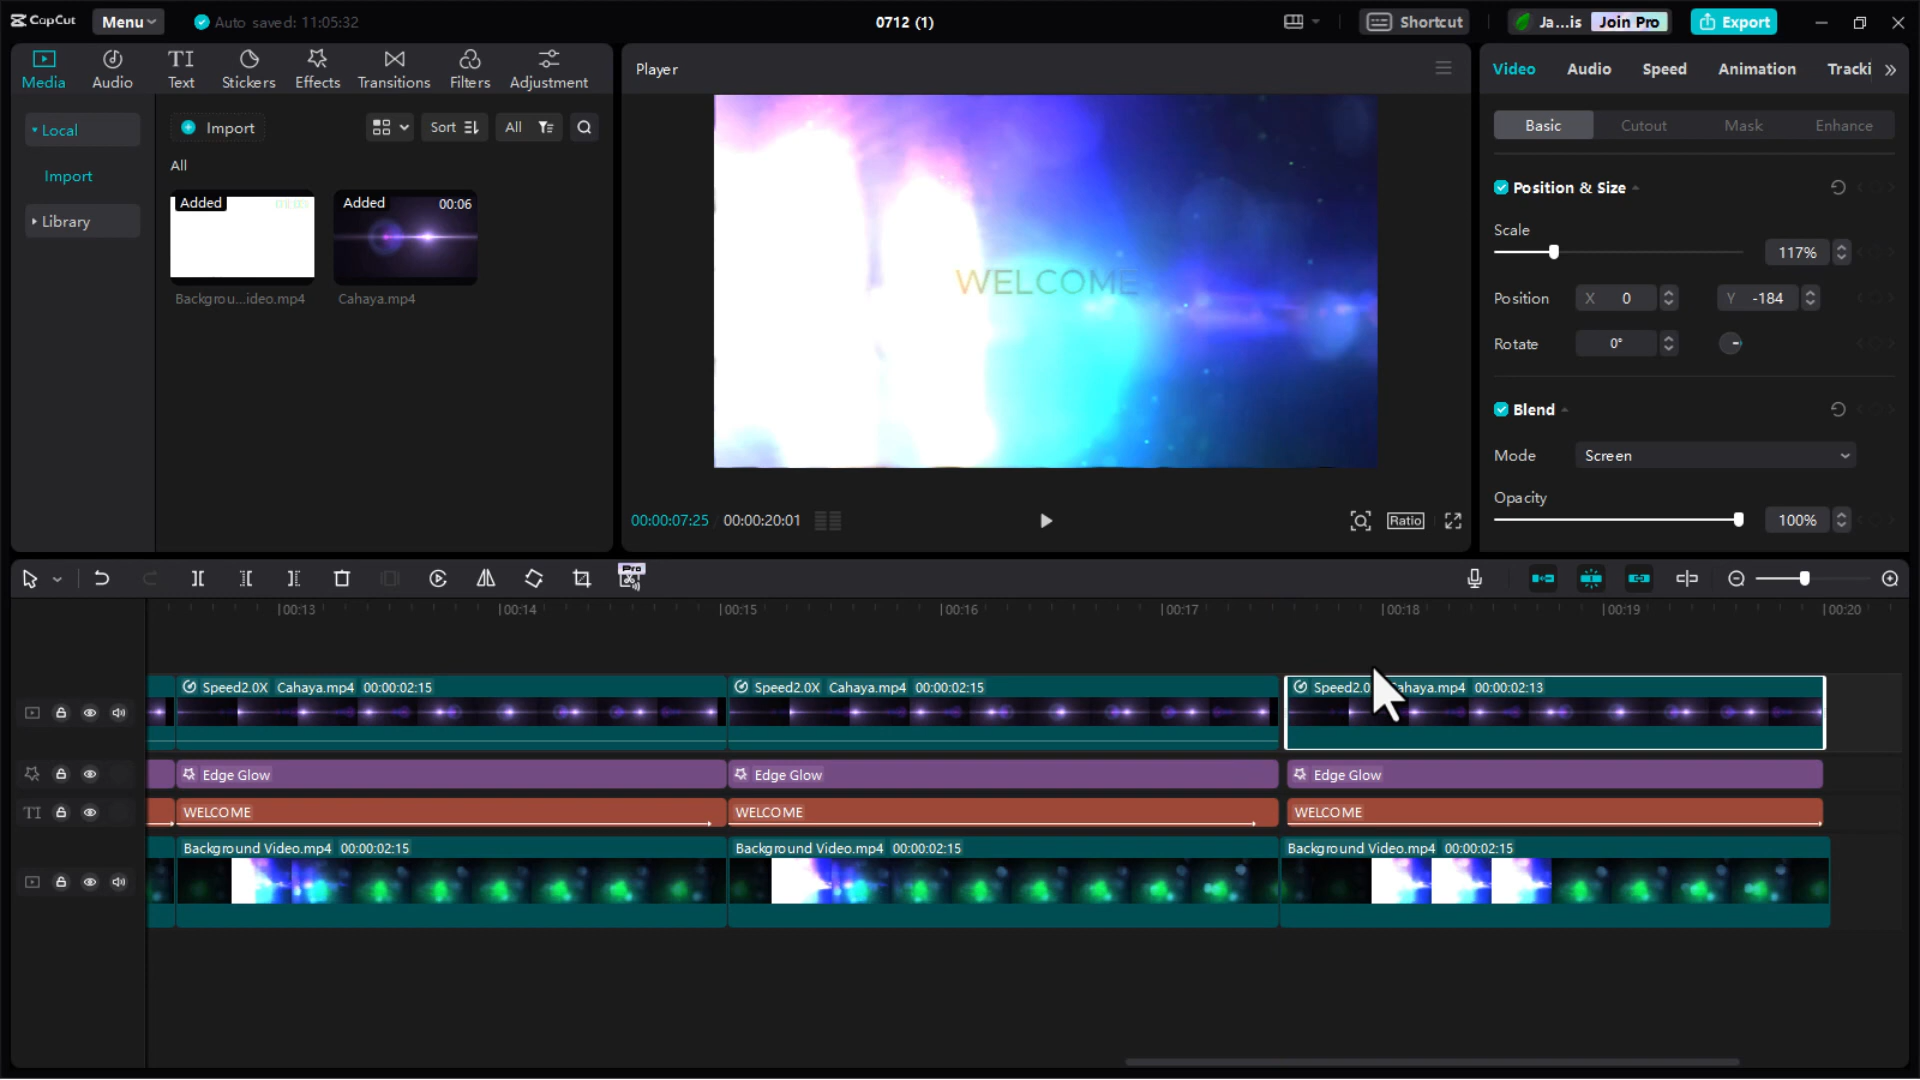 CapCut Menu Auto saved: 11:05:32 0712 (1) Shortcut Ja...is Join Pro Export
Media Audio Text Stickers Effects Transitions Filters Adjustment
Player
Video Audio Speed Animation Tracki
Local
Import
Library
Import Sort All
All
Added
Added 00:06
Backgrou...ideo.mp4 Cahaya.mp4
WELCOME
00:00:07:25 00:00:20:01 Ratio
Basic Cutout Mask Enhance
Position & Size
Scale
117%
Position X 0 Y -184
Rotate 0°
Blend
Mode Screen
Opacity
100%
Pro
00:13 00:14 00:15 00:16 00:17 00:18 00:19 00:20
Speed2.0X Cahaya.mp4 00:00:02:15 Speed2.0X Cahaya.mp4 00:00:02:15 Speed2.0 ahaya.mp4 00:00:02:13
Edge Glow Edge Glow Edge Glow
TI WELCOME WELCOME WELCOME
Background Video.mp4 00:00:02:15 Background Video.mp4 00:00:02:15 Background Video.mp4 00:00:02:15